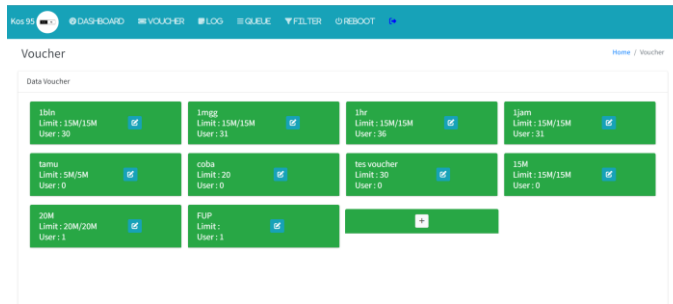 Kos 95 DASHBOARD VOUCHER LOG QUEUE FILTER REBOOT
Voucher
Home / Voucher
Data Voucher
1bln
Limit : 15M/15M
User : 30
1mgg
Limit : 15M/15M
User : 31
1hr
Limit : 15M/15M
User : 36
1jam
Limit : 15M/15M
User : 31
tamu
Limit : 5M/5M
User : 0
coba
Limit : 20
User : 0
tes voucher
Limit : 30
User : 0
15M
Limit : 15M/15M
User : 0
20M
Limit : 20M/20M
User : 1
FUP
Limit :
User : 1
+